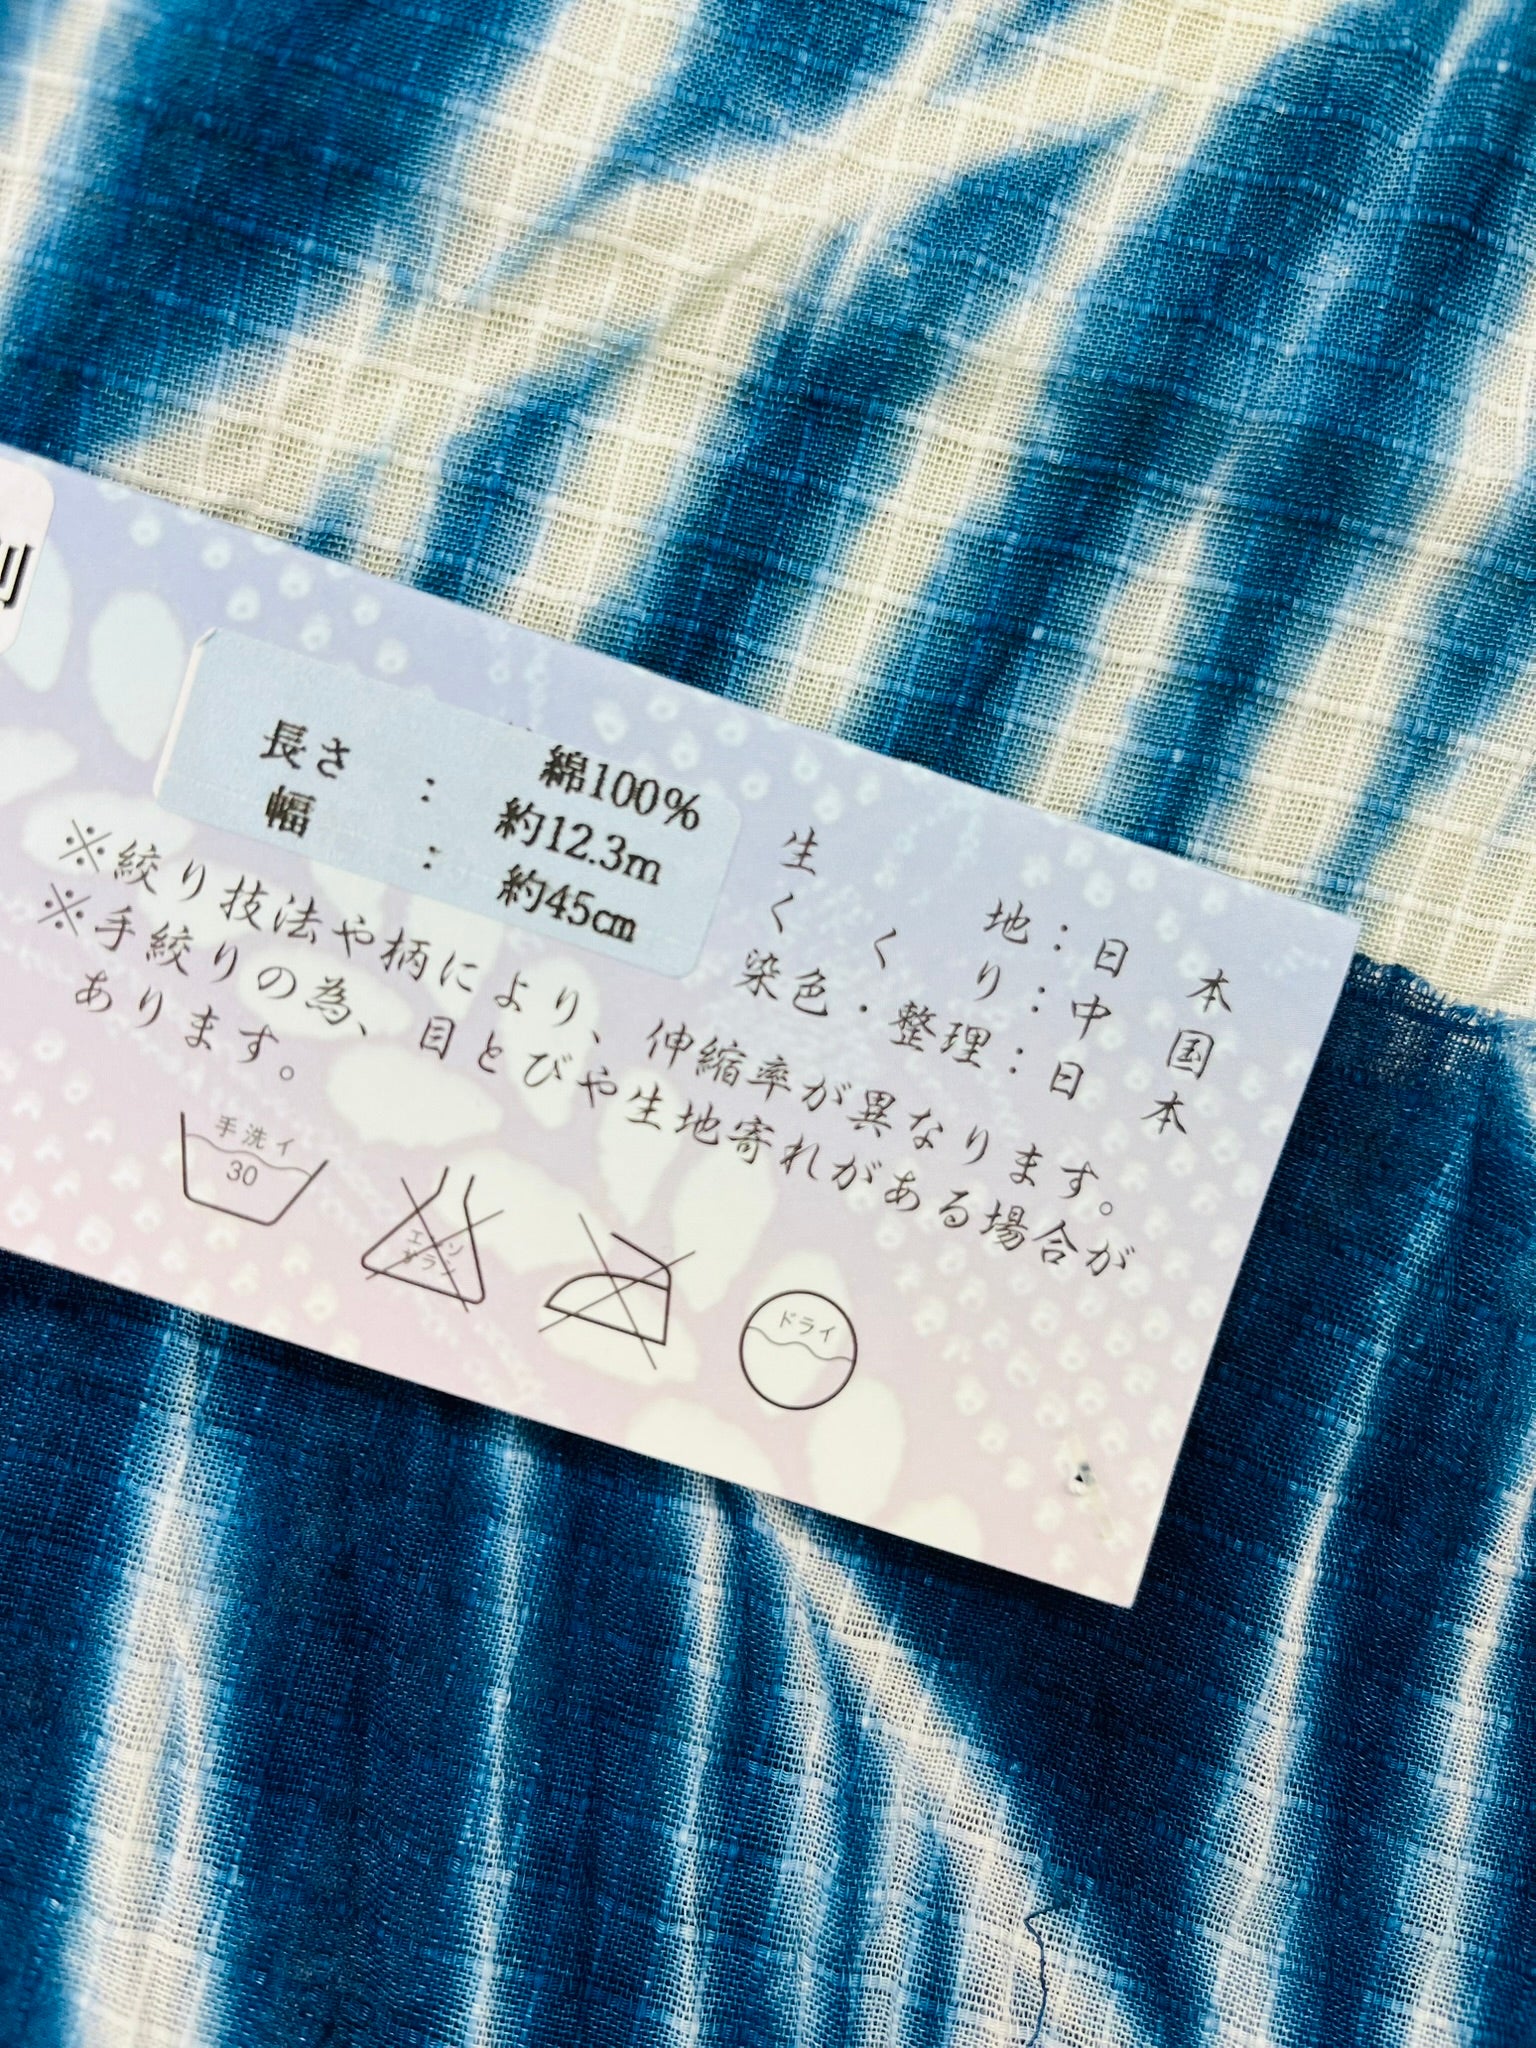 綿100%
長さ : 約12.3m
幅 : 約45cm
生地:日本
くくり:中国
染色・整理:日本
※絞り技法や柄により、伸縮率が異なります。
※手絞りの為、目とびや生地寄れがある場合が
あります。
手洗イ
30
エンソ
サラシ
ドライ